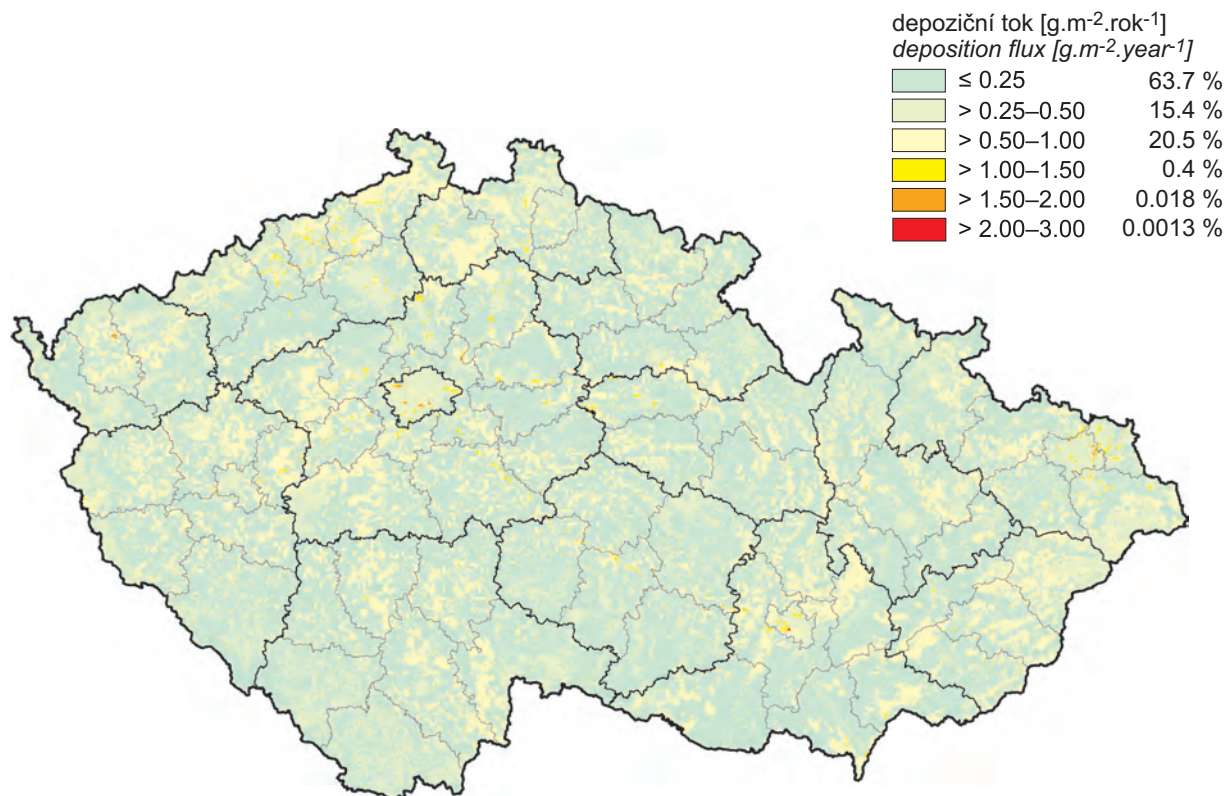 depoziční tok [g.m-2.rok-1]
deposition flux [g.m-2.year-1]
≤ 0.25 63.7 %
> 0.25–0.50 15.4 %
> 0.50–1.00 20.5 %
> 1.00–1.50 0.4 %
> 1.50–2.00 0.018 %
> 2.00–3.00 0.0013 %